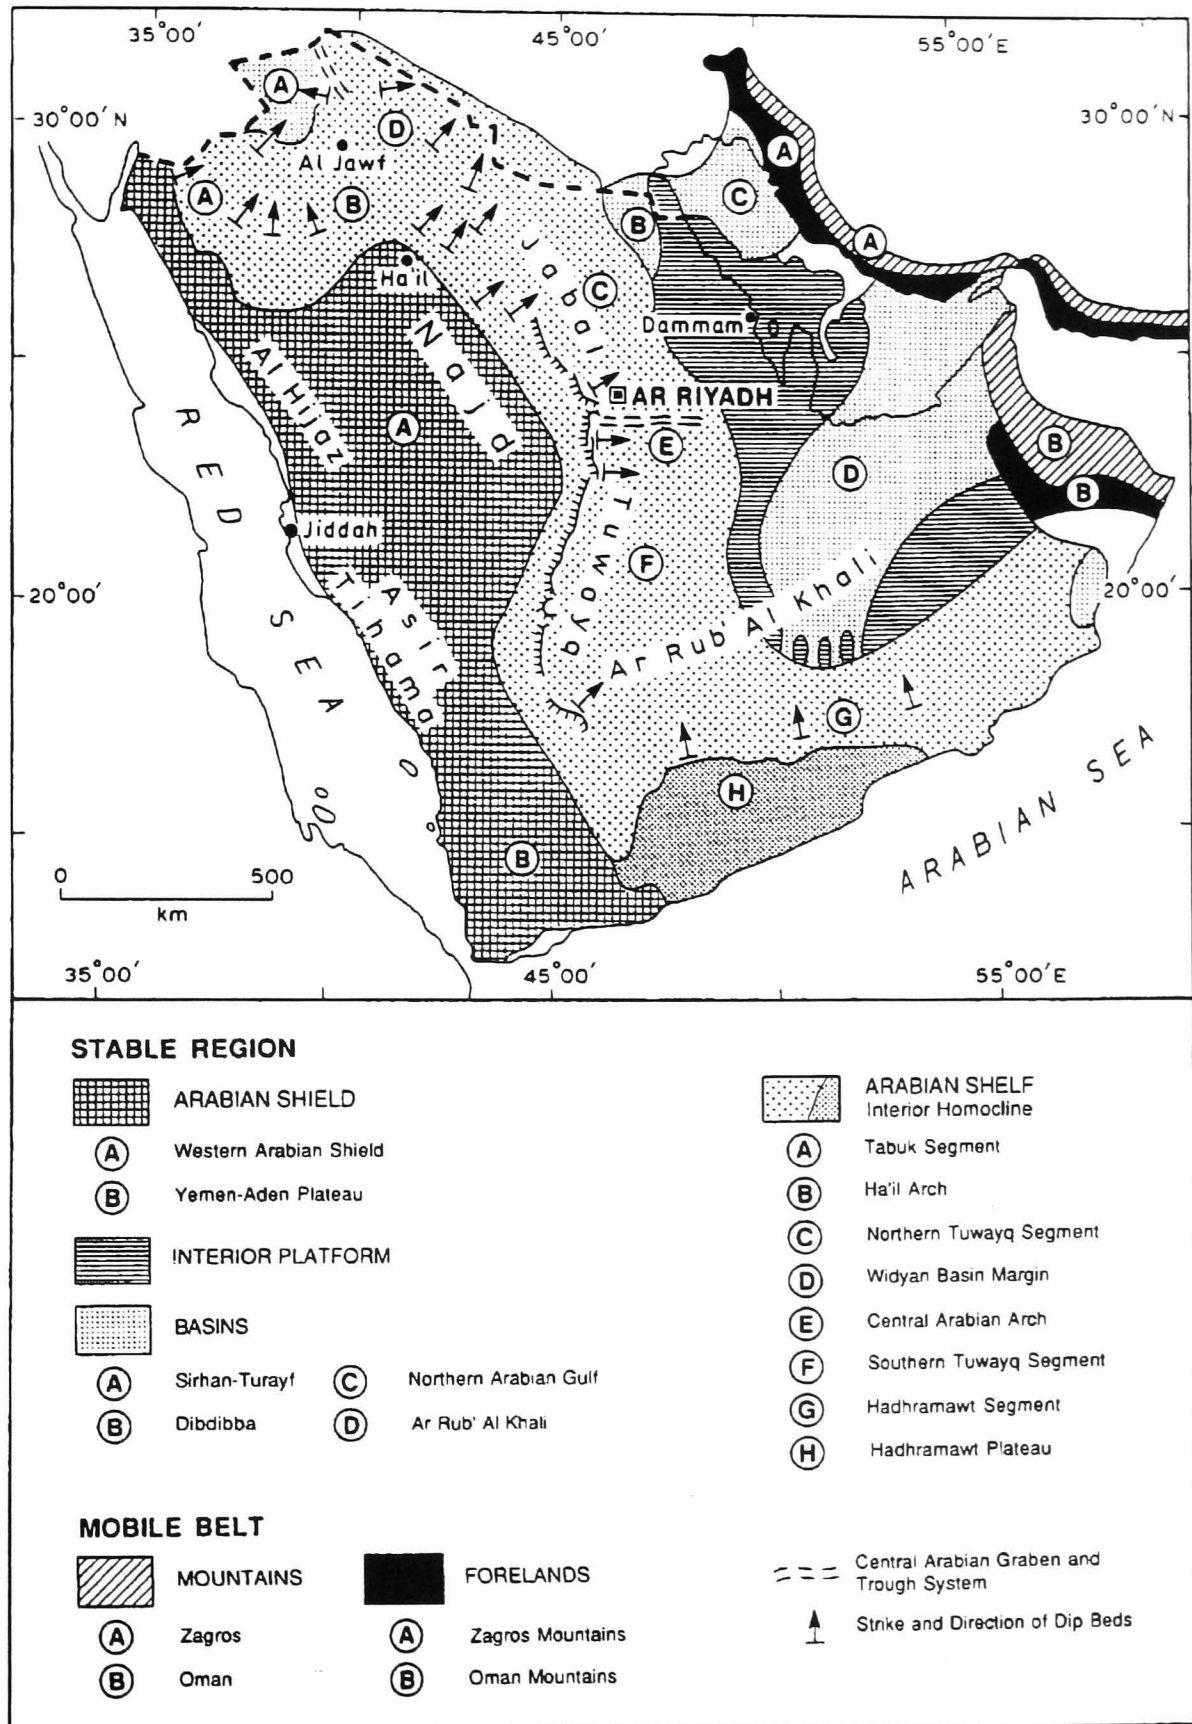 35°00′
45°00′
55°00′E
30°00′N
30°00′N
A
D
Al Jawf
A
B
A
C
B
A
Ha'il
Jabal
C
Dammam
Najd
Al Hijaz
AR RIYADH
A
E
B
D
B
RED SEA
Jiddah
Tuwayq
F
Ar Rub' Al Khali
20°00′
20°00′
Asir
Tihama
G
H
ARABIAN SEA
B
0 500
km
35°00′
45°00′
55°00′E
STABLE REGION
ARABIAN SHIELD
A Western Arabian Shield
B Yemen-Aden Plateau
INTERIOR PLATFORM
BASINS
A Sirhan-Turayf
B Dibdibba
C Northern Arabian Gulf
D Ar Rub' Al Khali
ARABIAN SHELF
Interior Homocline
A Tabuk Segment
B Ha'il Arch
C Northern Tuwayq Segment
D Widyan Basin Margin
E Central Arabian Arch
F Southern Tuwayq Segment
G Hadhramawt Segment
H Hadhramawt Plateau
MOBILE BELT
MOUNTAINS
A Zagros
B Oman
FORELANDS
A Zagros Mountains
B Oman Mountains
Central Arabian Graben and
Trough System
Strike and Direction of Dip Beds